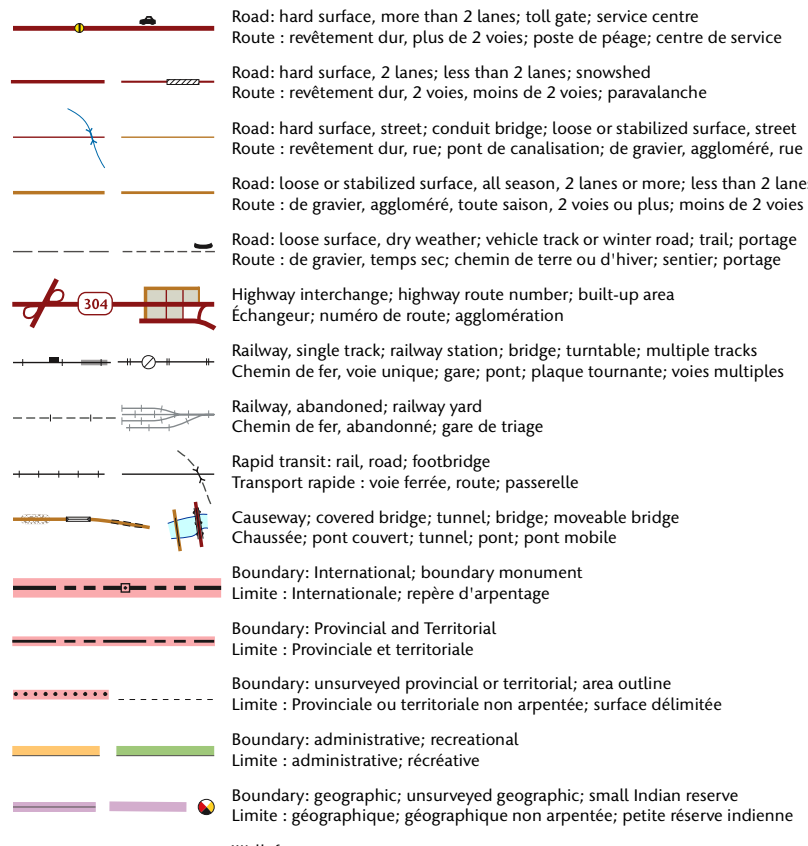 Road: hard surface, more than 2 lanes; toll gate; service centre
Route : revêtement dur, plus de 2 voies; poste de péage; centre de service
Road: hard surface, 2 lanes; less than 2 lanes; snowshed
Route : revêtement dur, 2 voies, moins de 2 voies; paravalanche
Road: hard surface, street; conduit bridge; loose or stabilized surface, street
Route : revêtement dur, rue; pont de canalisation; de gravier, aggloméré, rue
Road: loose or stabilized surface, all season, 2 lanes or more; less than 2 lane
Route : de gravier, aggloméré, toute saison, 2 voies ou plus; moins de 2 voies
Road: loose surface, dry weather; vehicle track or winter road; trail; portage
Route : de gravier, temps sec; chemin de terre ou d'hiver; sentier; portage
304
Highway interchange; highway route number; built-up area
Échangeur; numéro de route; agglomération
Railway, single track; railway station; bridge; turntable; multiple tracks
Chemin de fer, voie unique; gare; pont; plaque tournante; voies multiples
Railway, abandoned; railway yard
Chemin de fer, abandonné; gare de triage
Rapid transit: rail, road; footbridge
Transport rapide : voie ferrée, route; passerelle
Causeway; covered bridge; tunnel; bridge; moveable bridge
Chaussée; pont couvert; tunnel; pont; pont mobile
Boundary: International; boundary monument
Limite : Internationale; repère d'arpentage
Boundary: Provincial and Territorial
Limite : Provinciale et territoriale
Boundary: unsurveyed provincial or territorial; area outline
Limite : Provinciale ou territoriale non arpentée; surface délimitée
Boundary: administrative; recreational
Limite : administrative; récréative
Boundary: geographic; unsurveyed geographic; small Indian reserve
Limite : géographique; géographique non arpentée; petite réserve indienne